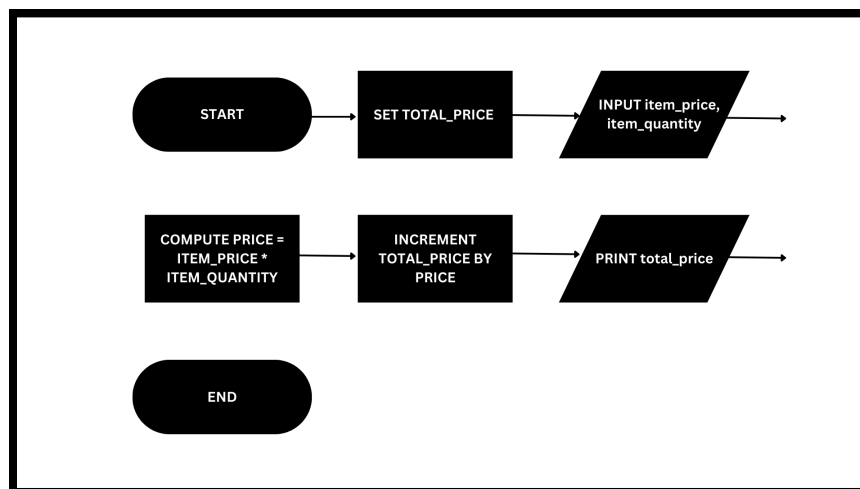 START
SET TOTAL_PRICE
INPUT item_price,
item_quantity
COMPUTE PRICE =
ITEM_PRICE *
ITEM_QUANTITY
INCREMENT
TOTAL_PRICE BY
PRICE
PRINT total_price
END